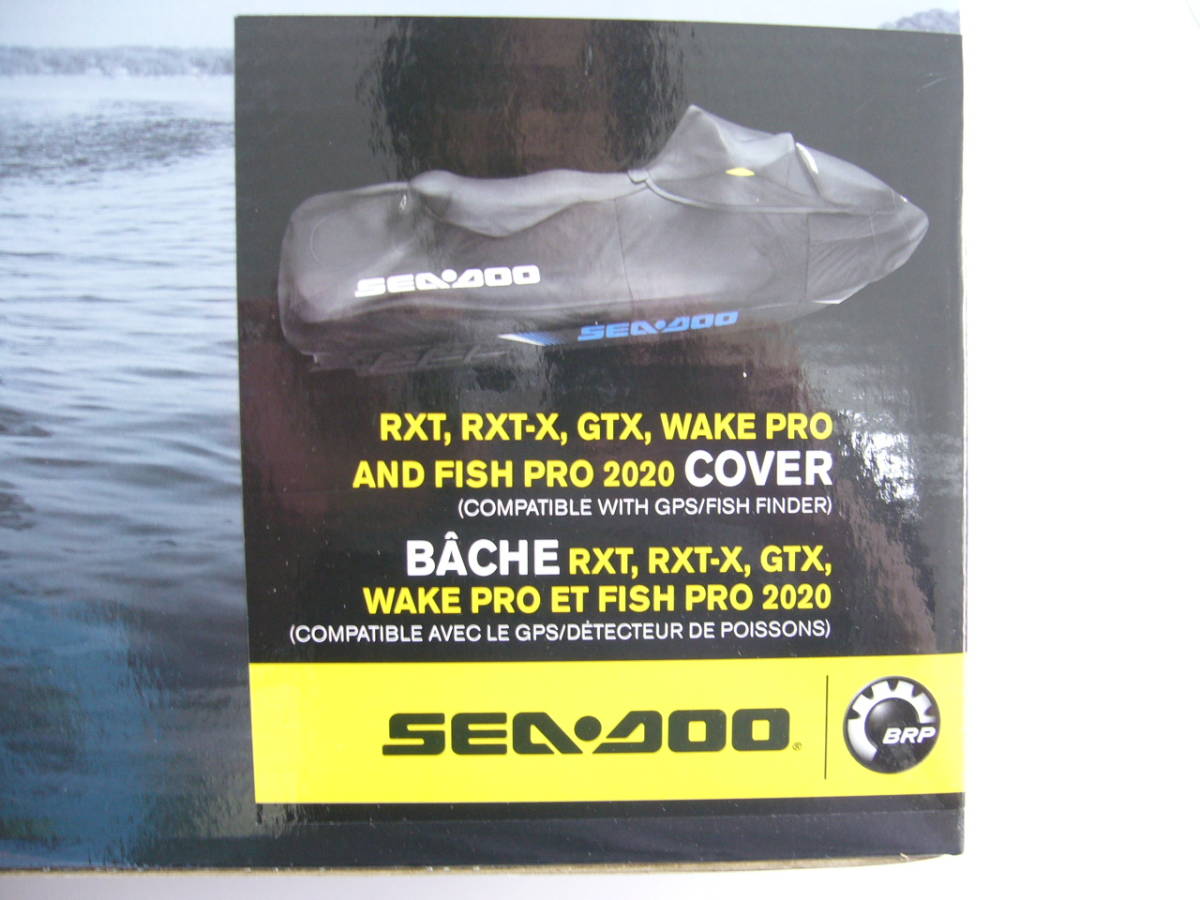 SEA-DOO
SEA-DOO
RXT, RXT-X, GTX, WAKE PRO
AND FISH PRO 2020 COVER
(COMPATIBLE WITH GPS/FISH FINDER)
BÂCHE RXT, RXT-X, GTX,
WAKE PRO ET FISH PRO 2020
(COMPATIBLE AVEC LE GPS/DÉTECTEUR DE POISSONS)
SEA-DOO®
BRP